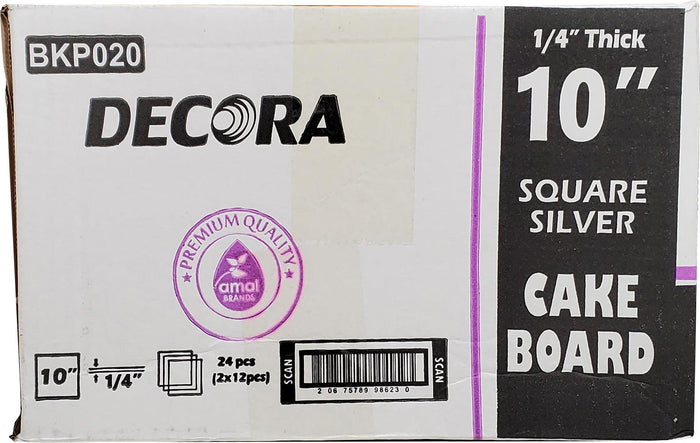 BKP020
DECORA
PREMIUM QUALITY
amal
BRANDS
10"
1/4"
24 pcs
(2x12pcs)
SCAN
SCAN
2 06 75789 98623 0
1/4" Thick
10"
SQUARE
SILVER
CAKE
BOARD